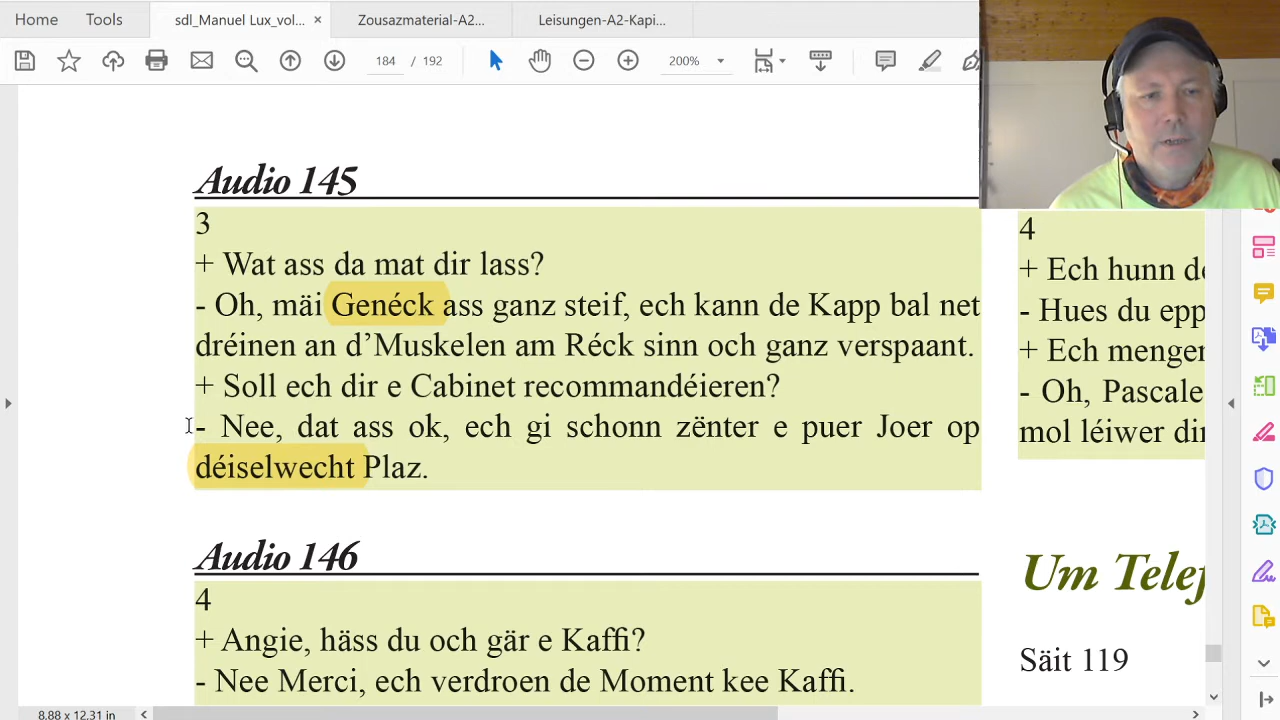 Home Tools sdl_Manuel Lux_vol... × Zousazmaterial-A2... Leisungen-A2-Kapi...
184 / 192 200%
Audio 145
3
+ Wat ass da mat dir lass?
- Oh, mäi Genéck ass ganz steif, ech kann de Kapp bal net
dréinen an d’Muskelen am Réck sinn och ganz verspaant.
+ Soll ech dir e Cabinet recommandéieren?
- Nee, dat ass ok, ech gi schonn zënter e puer Joer op
déiselwecht Plaz.
Audio 146
4
+ Angie, häss du och gär e Kaffi?
- Nee Merci, ech verdroen de Moment kee Kaffi.
4
+ Ech hunn
- Hues du
+ Ech
- Oh, Pascale
mol léiwer
Um
Säit 119
8.88 x 12.31 in